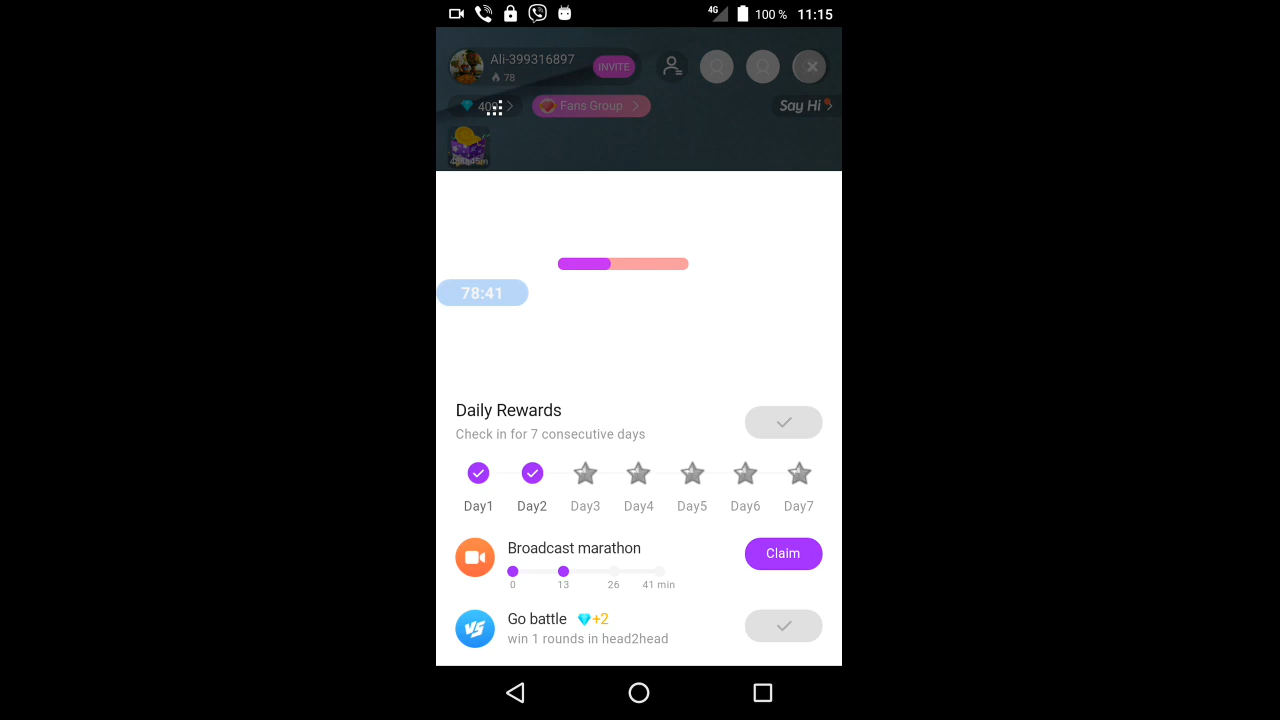 4G 100 % 11:15
Ali-399316897
INVITE
78
Fans Group
Say Hi
78:41
Daily Rewards
Check in for 7 consecutive days
Day1 Day2 Day3 Day4 Day5 Day6 Day7
Broadcast marathon
Claim
0 13 26 41 min
VS
Go battle +2
win 1 rounds in head2head